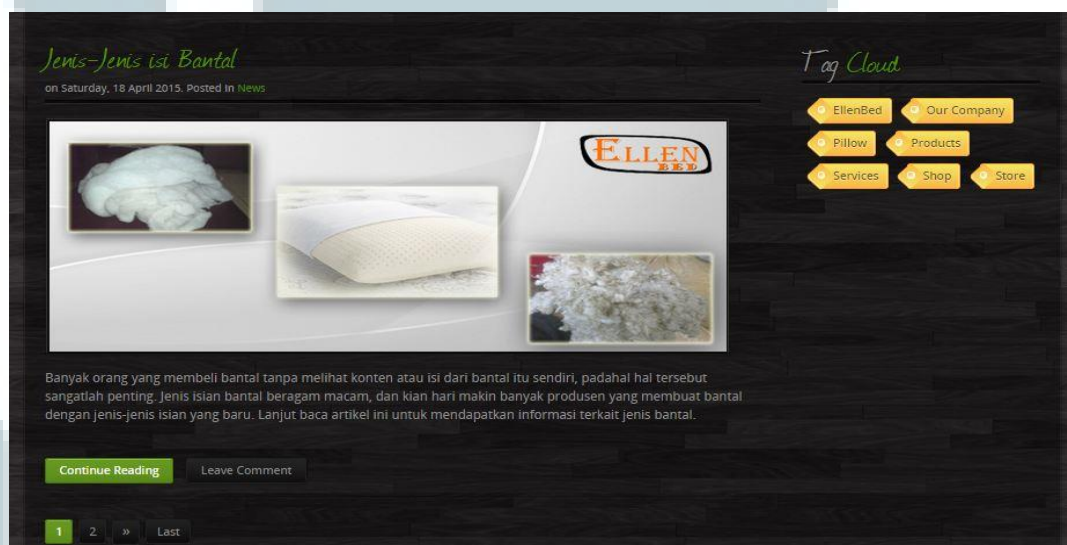 Jenis-Jenis isi Bantal
on Saturday, 18 April 2015. Posted in News
ELLEN
BED
Banyak orang yang membeli bantal tanpa melihat konten atau isi dari bantal itu sendiri, padahal hal tersebut
sangatlah penting. Jenis isian bantal beragam macam, dan kian hari makin banyak produsen yang membuat bantal
dengan jenis-jenis isian yang baru. Lanjut baca artikel ini untuk mendapatkan informasi terkait jenis bantal.
Continue Reading Leave Comment
1 2 » Last
Tag Cloud
EllenBed Our Company
Pillow Products
Services Shop Store